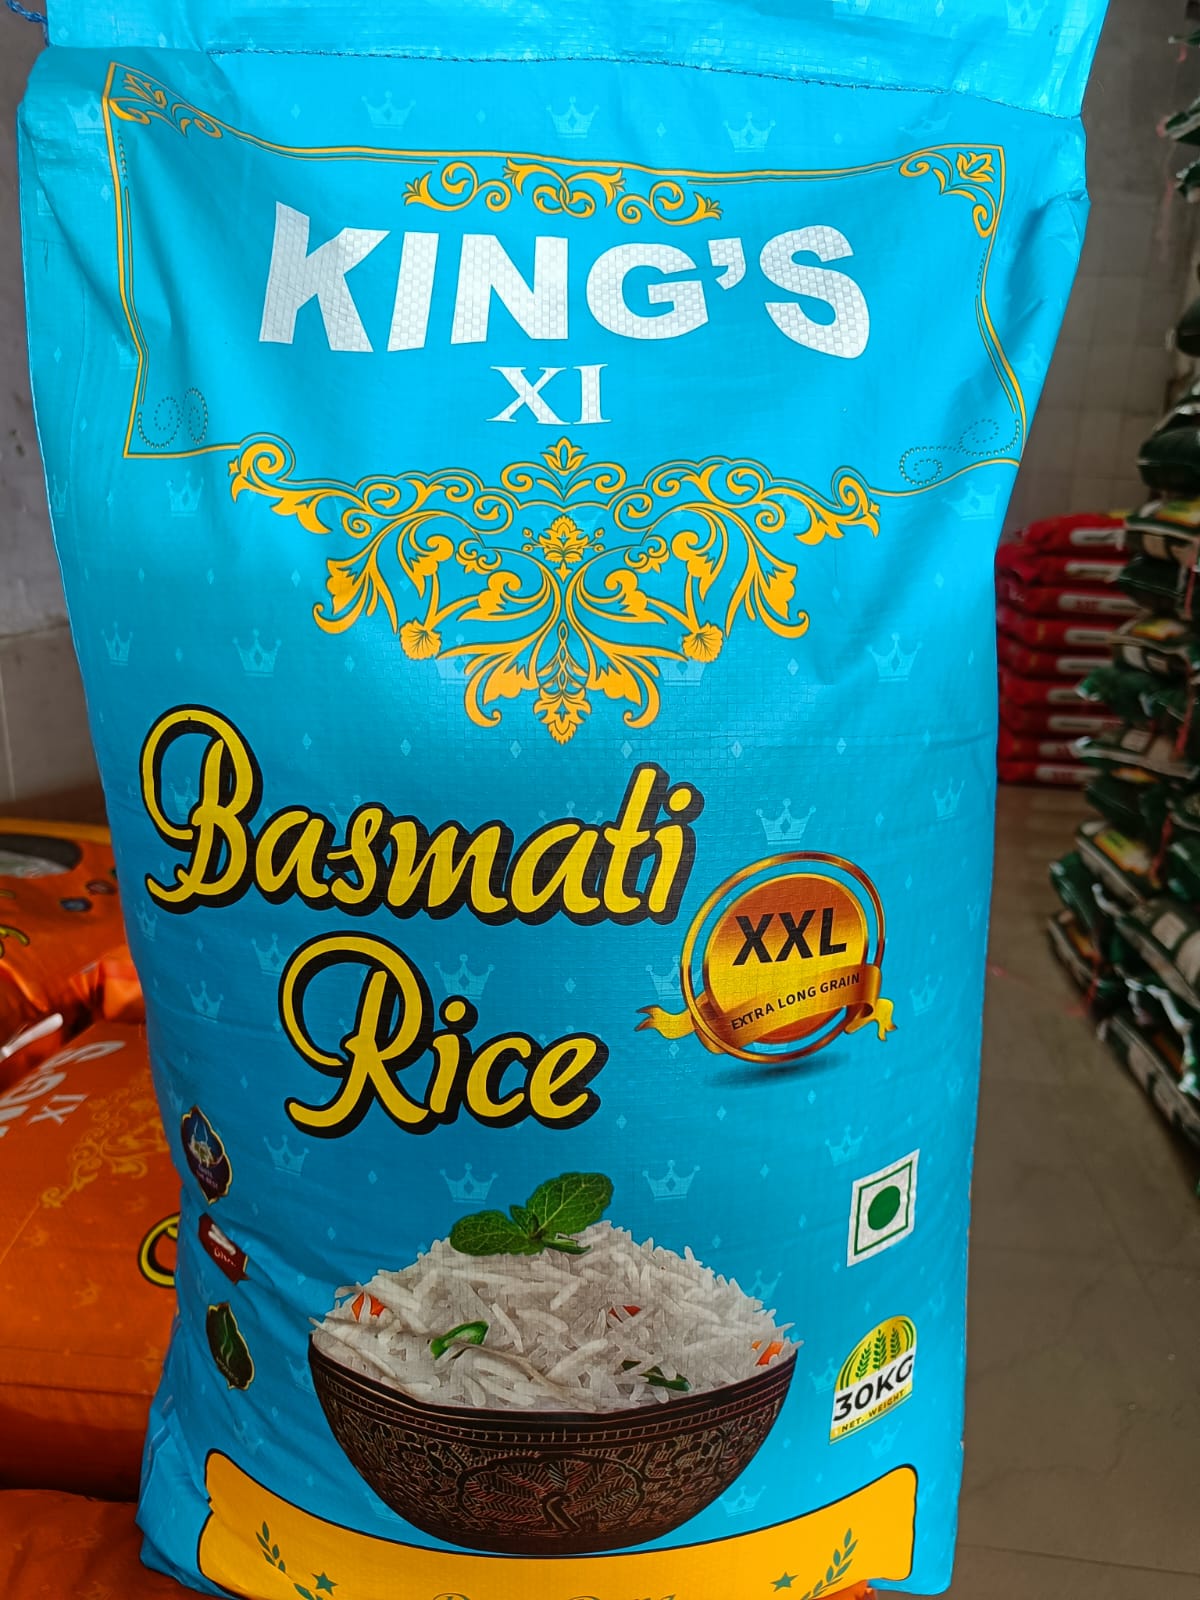 KING'S
XI
Basmati
Rice
XXL
EXTRA LONG GRAIN
30KG
NET. WEIGHT